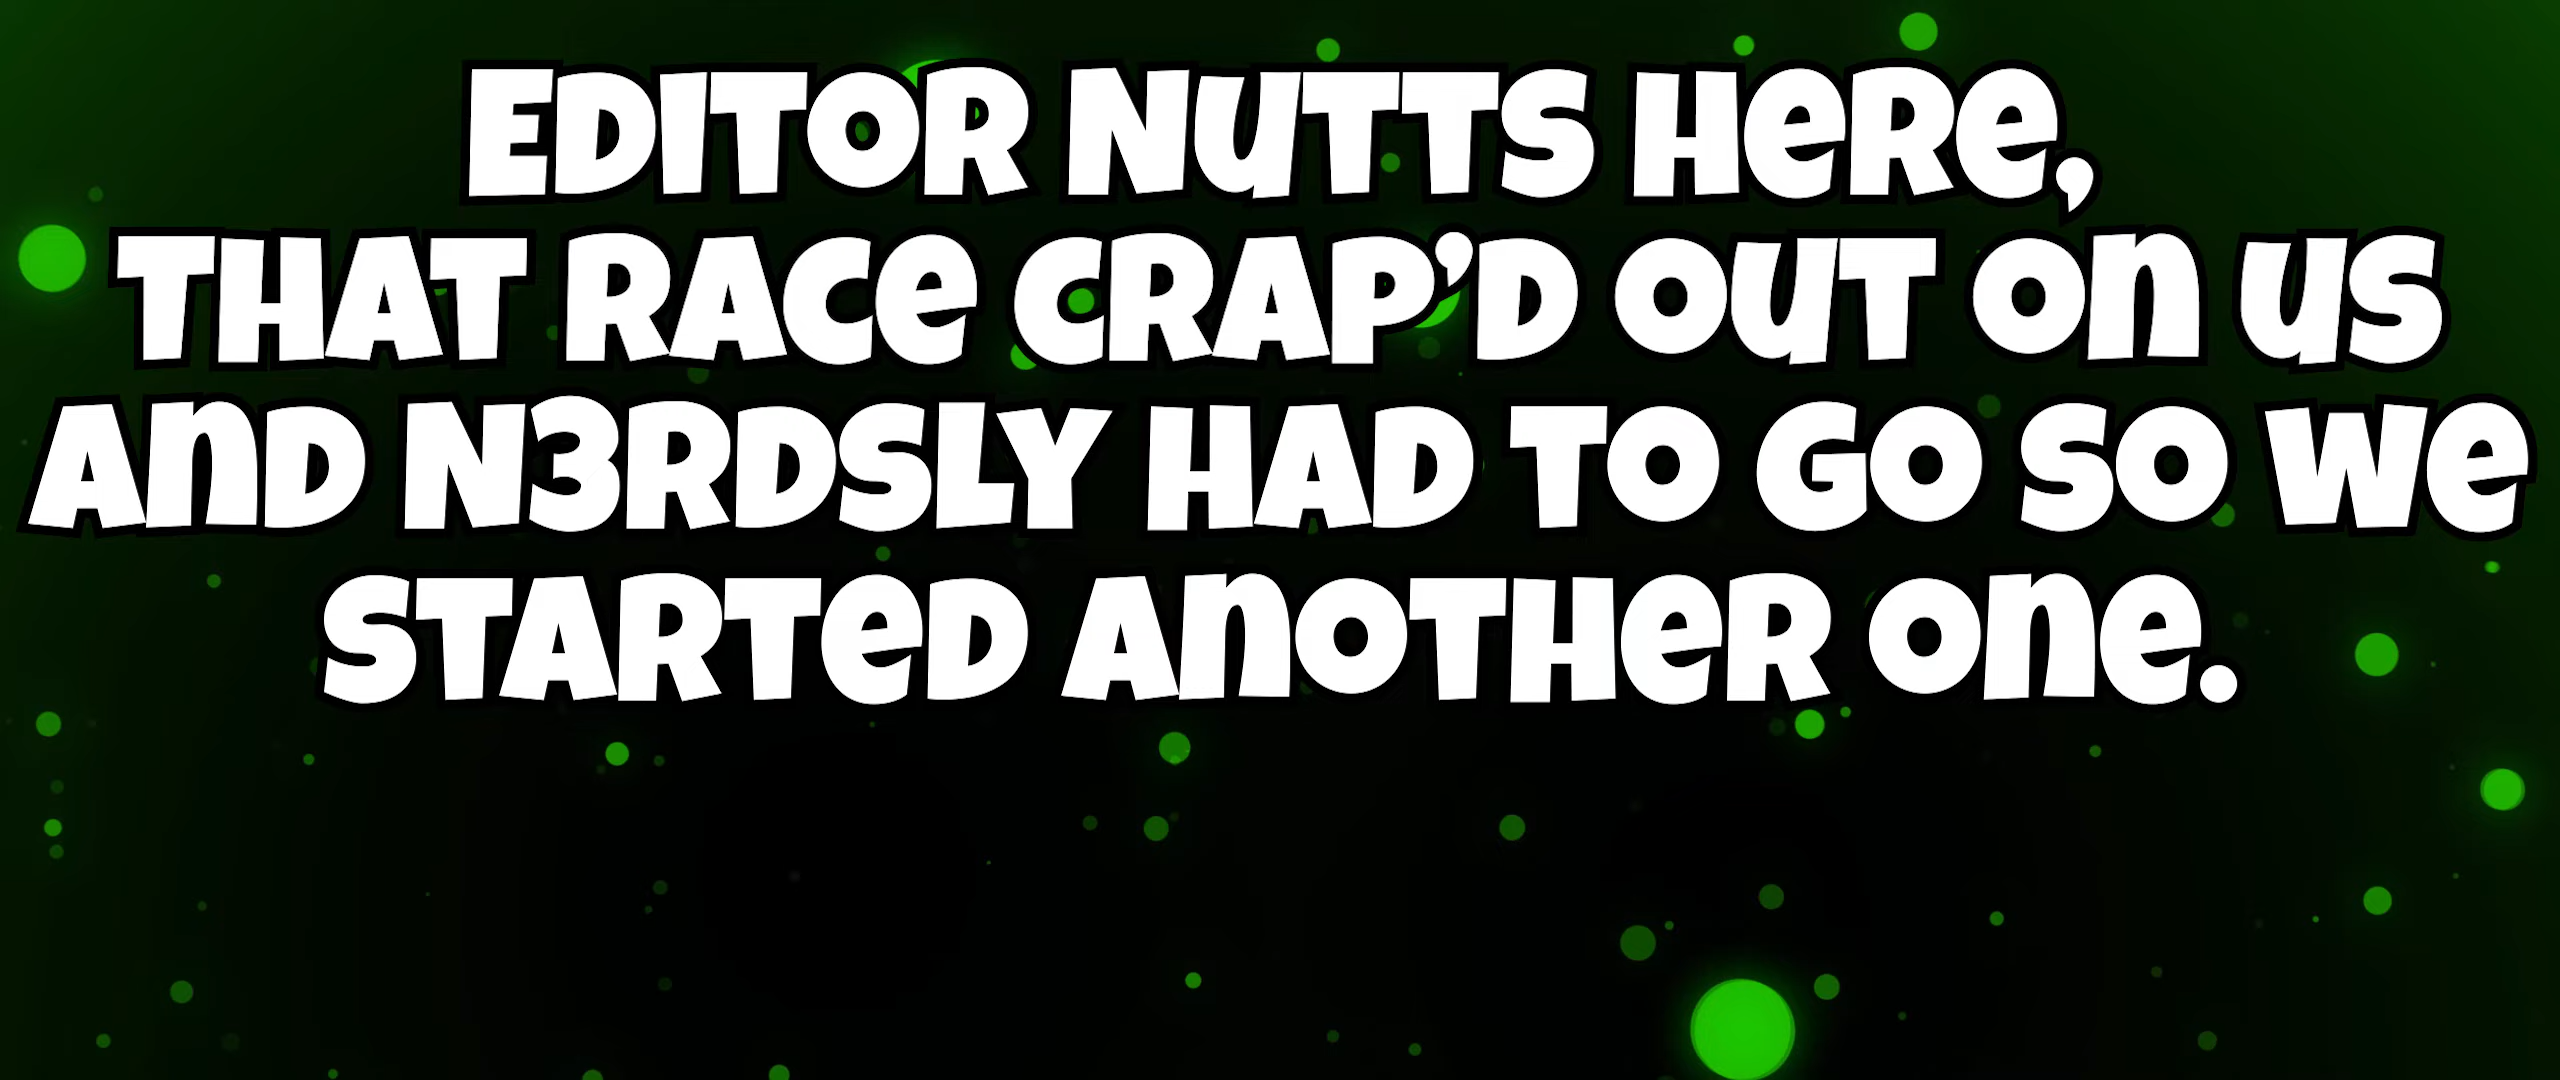 EDITOR NUTTS HERE,
THAT RACE CRAP’D OUT ON US
AND N3RDSLY HAD TO GO SO WE
STARTED ANOTHER ONE.